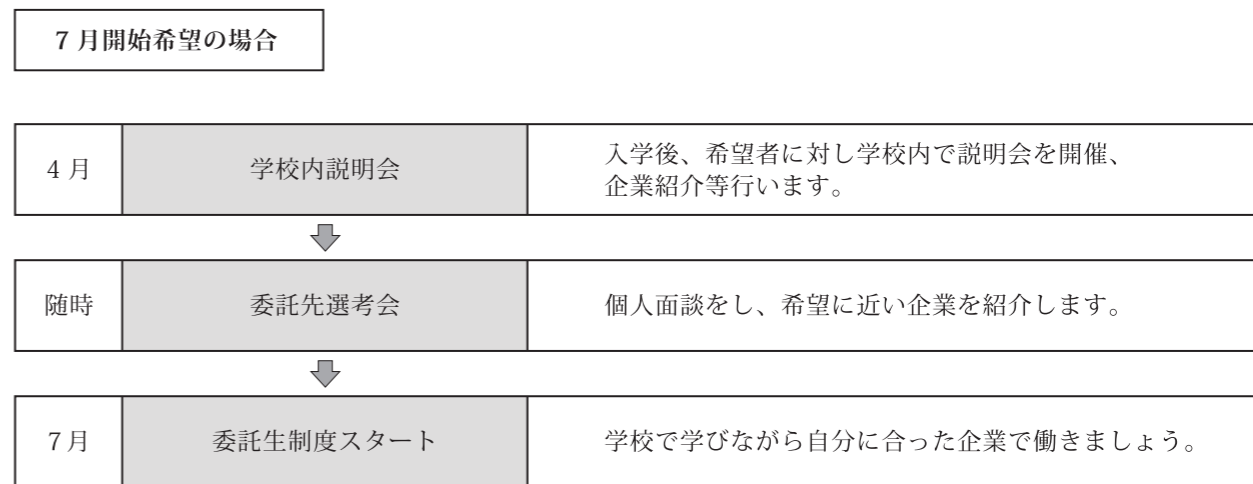 7月開始希望の場合
4月
学校内説明会
入学後、希望者に対し学校内で説明会を開催、
企業紹介等行います。
随時
委託先選考会
個人面談をし、希望に近い企業を紹介します。
7月
委託生制度スタート
学校で学びながら自分に合った企業で働きましょう。